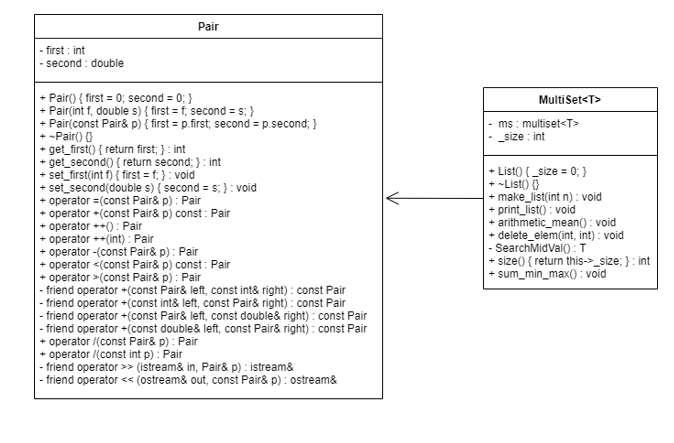 Pair
- first : int
- second : double
+ Pair() { first = 0; second = 0; }
+ Pair(int f, double s) { first = f; second = s; }
+ Pair(const Pair& p) { first = p.first; second = p.second; }
+ ~Pair() {}
+ get_first() { return first; } : int
+ get_second() { return second; } : int
+ set_first(int f) { first = f; } : void
+ set_second(double s) { second = s; } : void
+ operator =(const Pair& p) : Pair
+ operator +(const Pair& p) const : Pair
+ operator ++() : Pair
+ operator ++(int) : Pair
+ operator -(const Pair& p) : Pair
+ operator <(const Pair& p) const : Pair
+ operator >(const Pair& p) : Pair
- friend operator +(const Pair& left, const int& right) : const Pair
- friend operator +(const int& left, const Pair& right) : const Pair
- friend operator +(const Pair& left, const double& right) : const Pair
- friend operator +(const double& left, const Pair& right) : const Pair
+ operator /(const Pair& p) : Pair
+ operator /(const int p) : Pair
- friend operator >> (istream& in, Pair& p) : istream&
- friend operator << (ostream& out, const Pair& p) : ostream&
MultiSet<T>
- ms : multiset<T>
- _size : int
+ List() { _size = 0; }
+ ~List() {}
+ make_list(int n) : void
+ print_list() : void
+ arithmetic_mean() : void
+ delete_elem(int, int) : void
- SearchMidVal() : T
+ size() { return this->_size; } : int
+ sum_min_max() : void